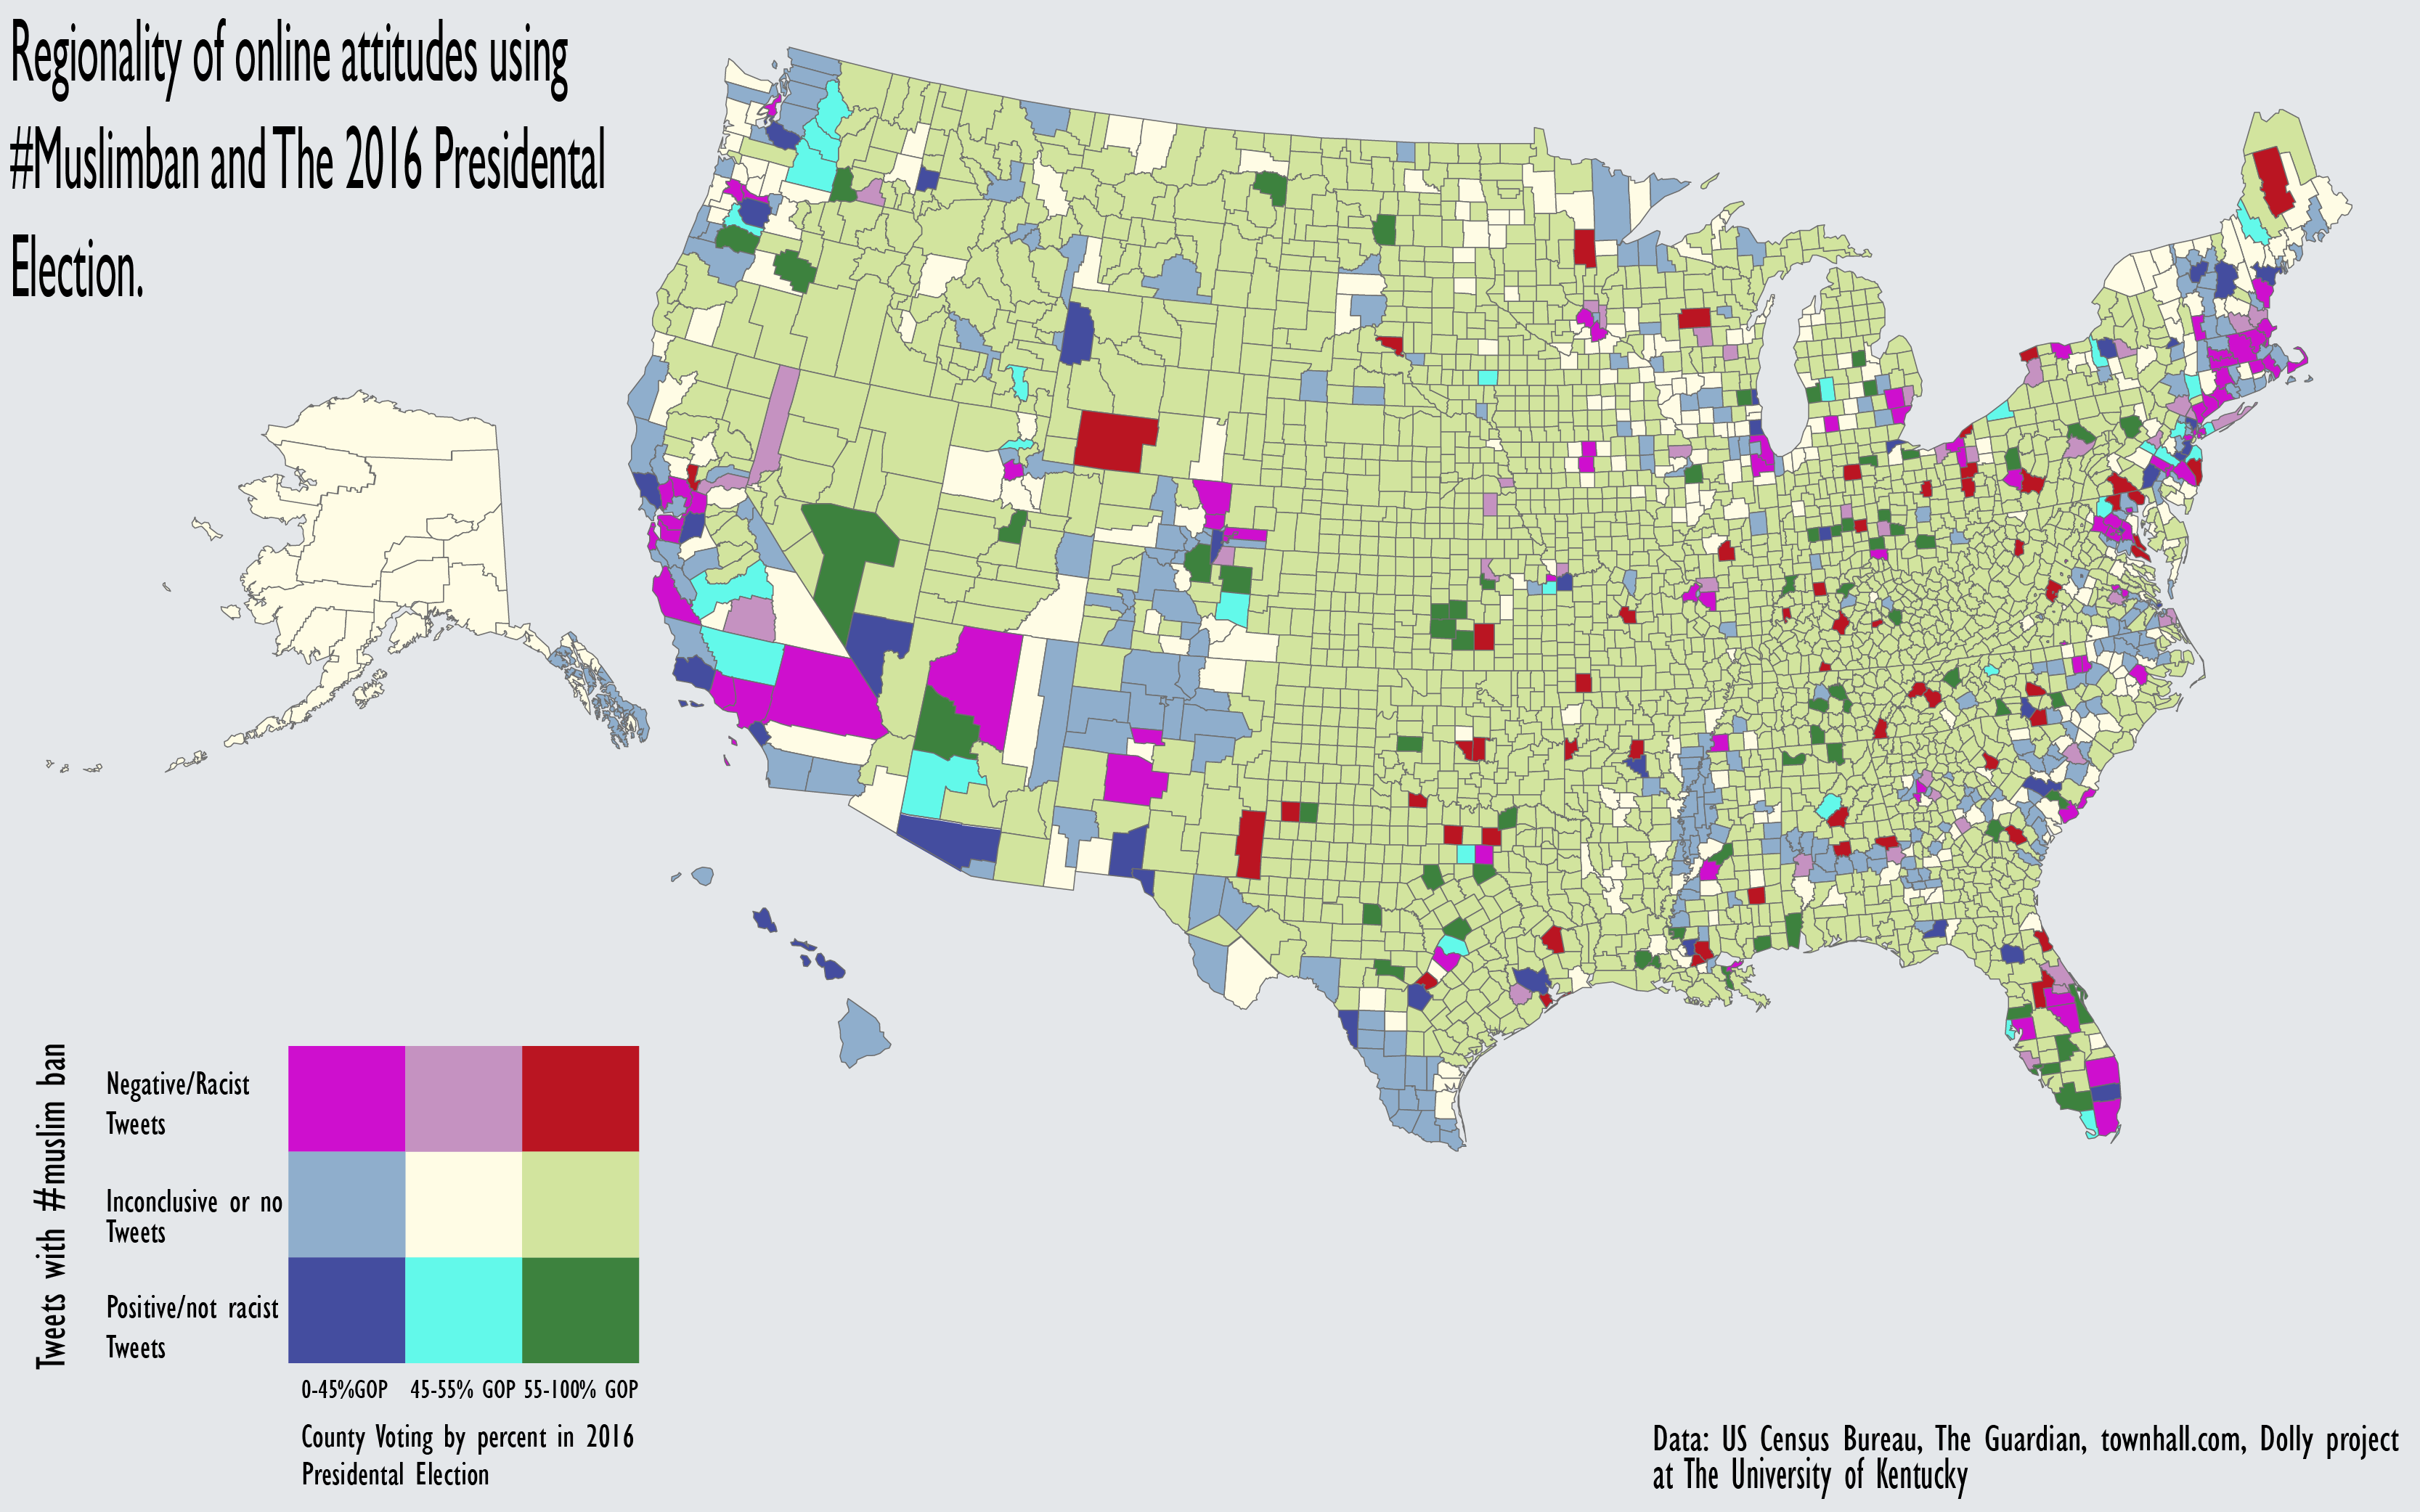 Regionality of online attitudes using
#Muslimban and The 2016 Presidental
Election.
Tweets with #muslim ban
Negative/Racist
Tweets
Inconclusive or no
Tweets
Positive/not racist
Tweets
0-45%GOP 45-55% GOP 55-100% GOP
County Voting by percent in 2016
Presidental Election
Data: US Census Bureau, The Guardian, townhall.com, Dolly project
at The University of Kentucky